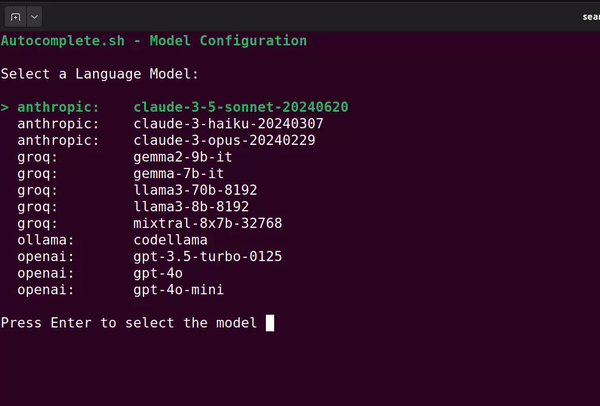 Autocomplete.sh - Model Configuration
Select a Language Model:
> anthropic: claude-3-5-sonnet-20240620
anthropic: claude-3-haiku-20240307
anthropic: claude-3-opus-20240229
groq: gemma2-9b-it
groq: gemma-7b-it
groq: llama3-70b-8192
groq: llama3-8b-8192
groq: mixtral-8x7b-32768
ollama: codellama
openai: gpt-3.5-turbo-0125
openai: gpt-4o
openai: gpt-4o-mini
Press Enter to select the model